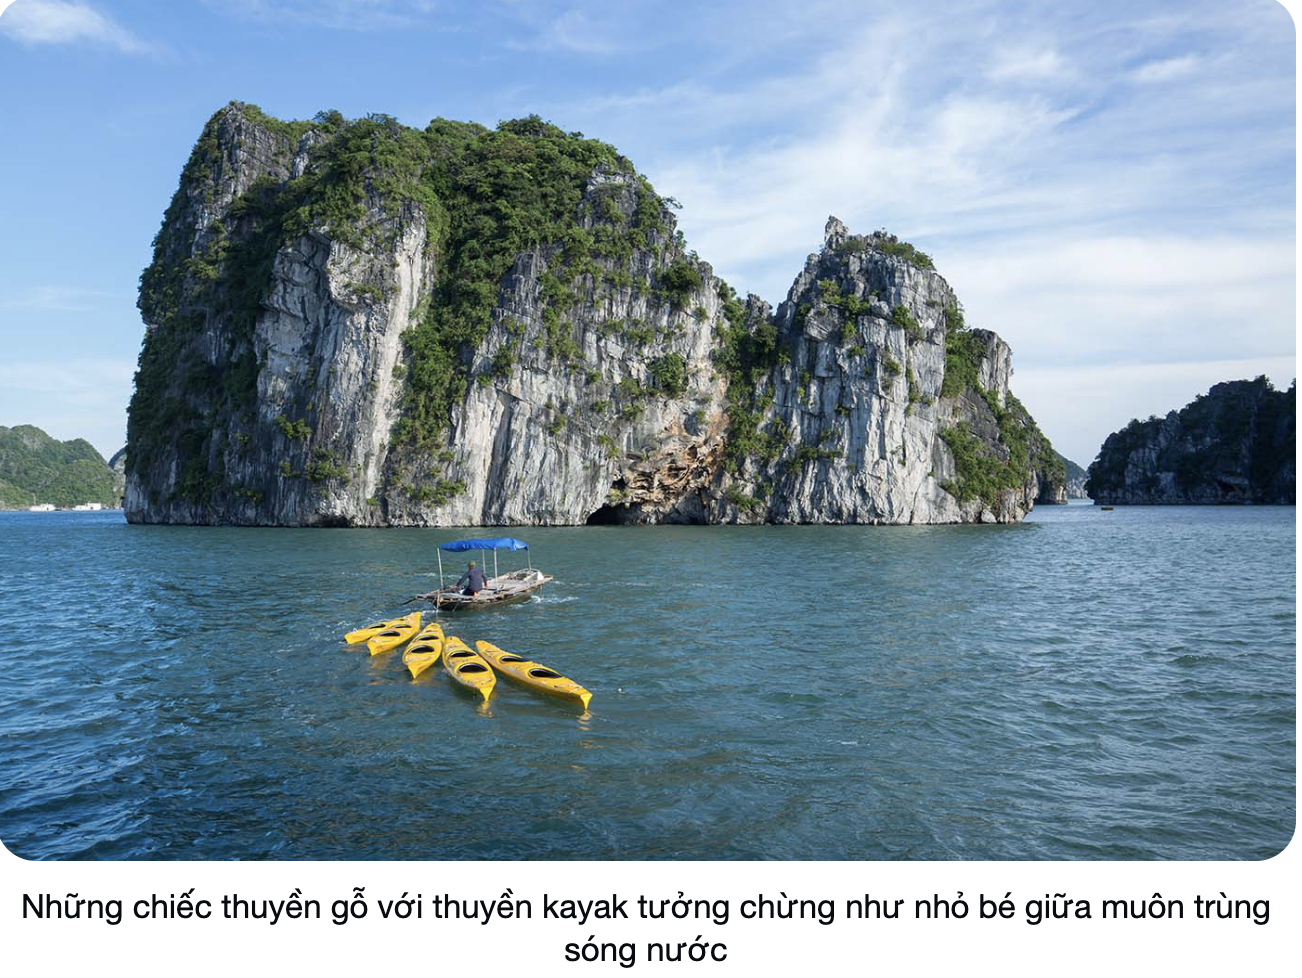 Những chiếc thuyền gỗ với thuyền kayak tưởng chừng như nhỏ bé giữa muôn trùng
sóng nước